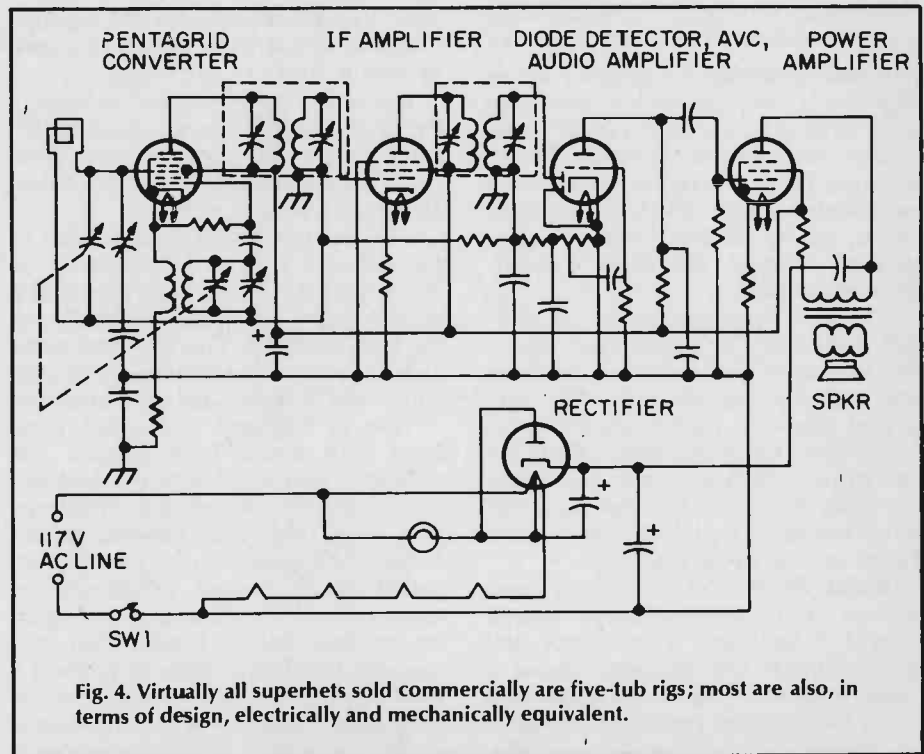 PENTAGRID
CONVERTER
IF AMPLIFIER
DIODE DETECTOR, AVC,
AUDIO AMPLIFIER
POWER
AMPLIFIER
+
SPKR
RECTIFIER
+
+
117V
AC LINE
SW1
Fig. 4. Virtually all superhets sold commercially are five-tub rigs; most are also, in
terms of design, electrically and mechanically equivalent.